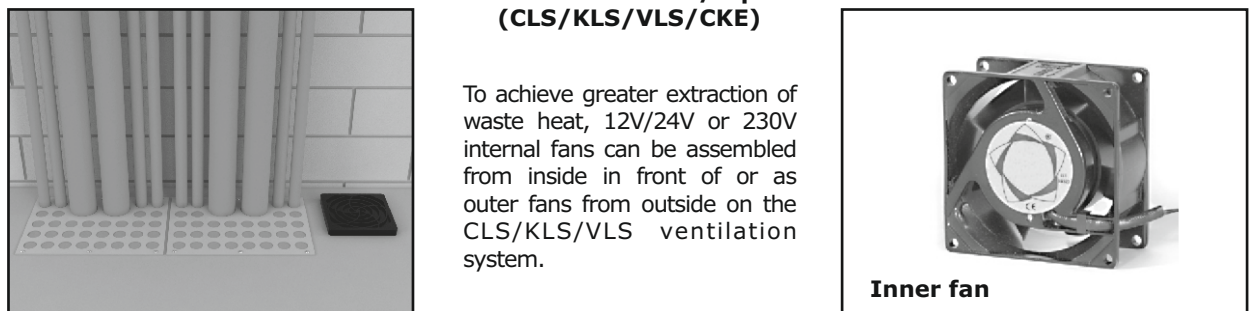 (CLS/KLS/VLS/CKE)
To achieve greater extraction of
waste heat, 12V/24V or 230V
internal fans can be assembled
from inside in front of or as
outer fans from outside on the
CLS/KLS/VLS ventilation
system.
Inner fan